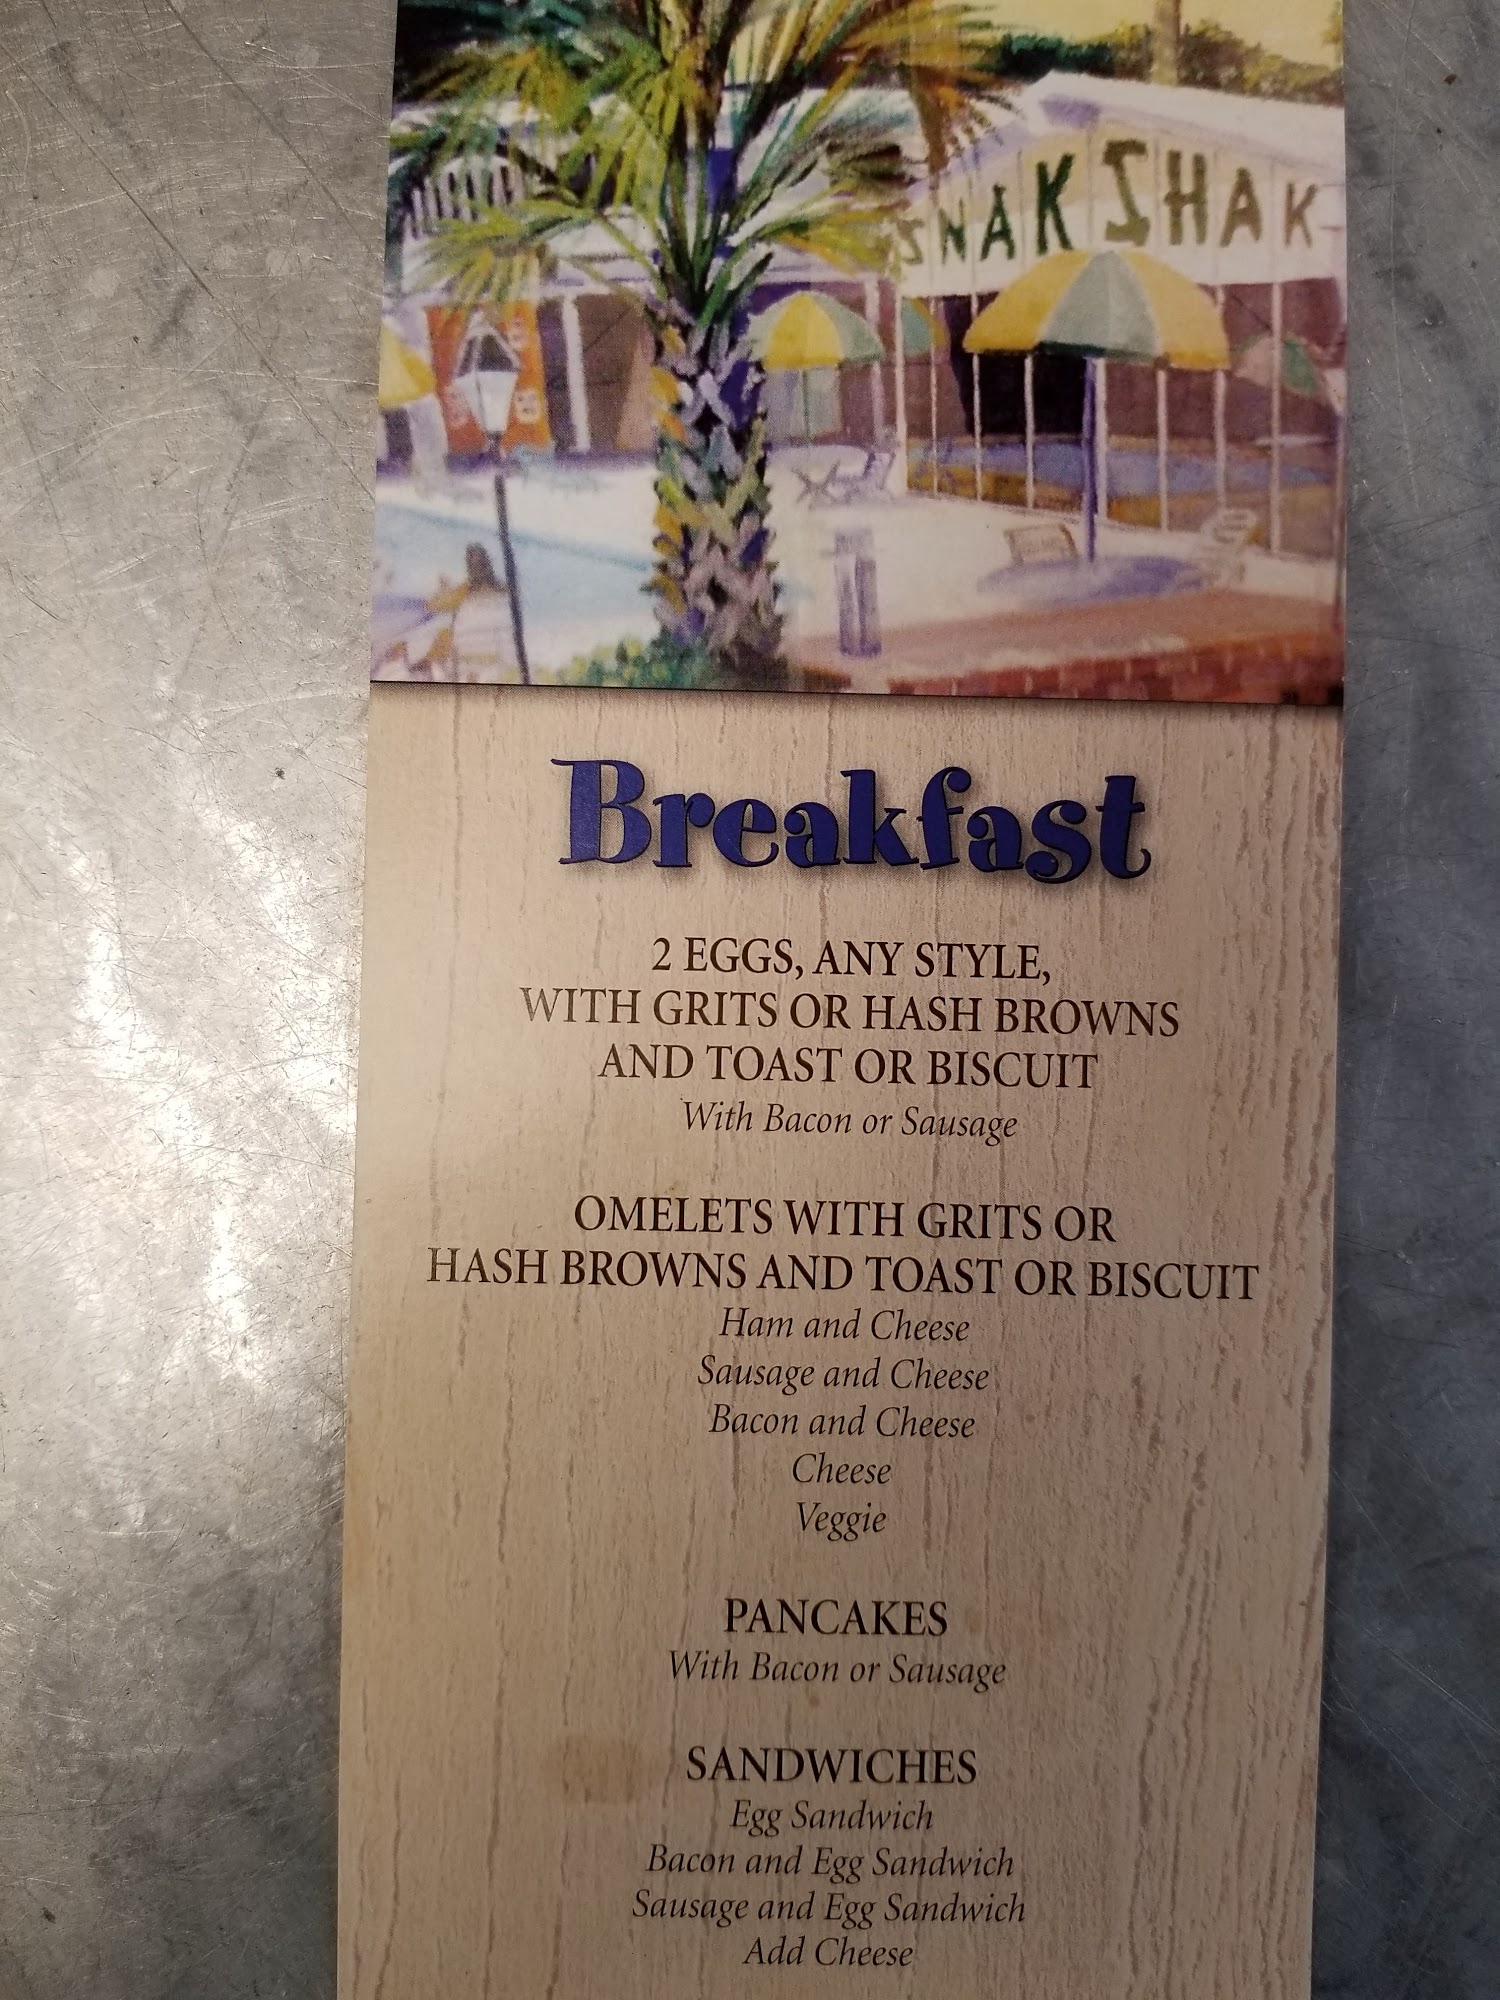 SNAK SHAK
Breakfast
2 EGGS, ANY STYLE,
WITH GRITS OR HASH BROWNS
AND TOAST OR BISCUIT
With Bacon or Sausage
OMELETS WITH GRITS OR
HASH BROWNS AND TOAST OR BISCUIT
Ham and Cheese
Sausage and Cheese
Bacon and Cheese
Cheese
Veggie
PANCAKES
With Bacon or Sausage
SANDWICHES
Egg Sandwich
Bacon and Egg Sandwich
Sausage and Egg Sandwich
Add Cheese